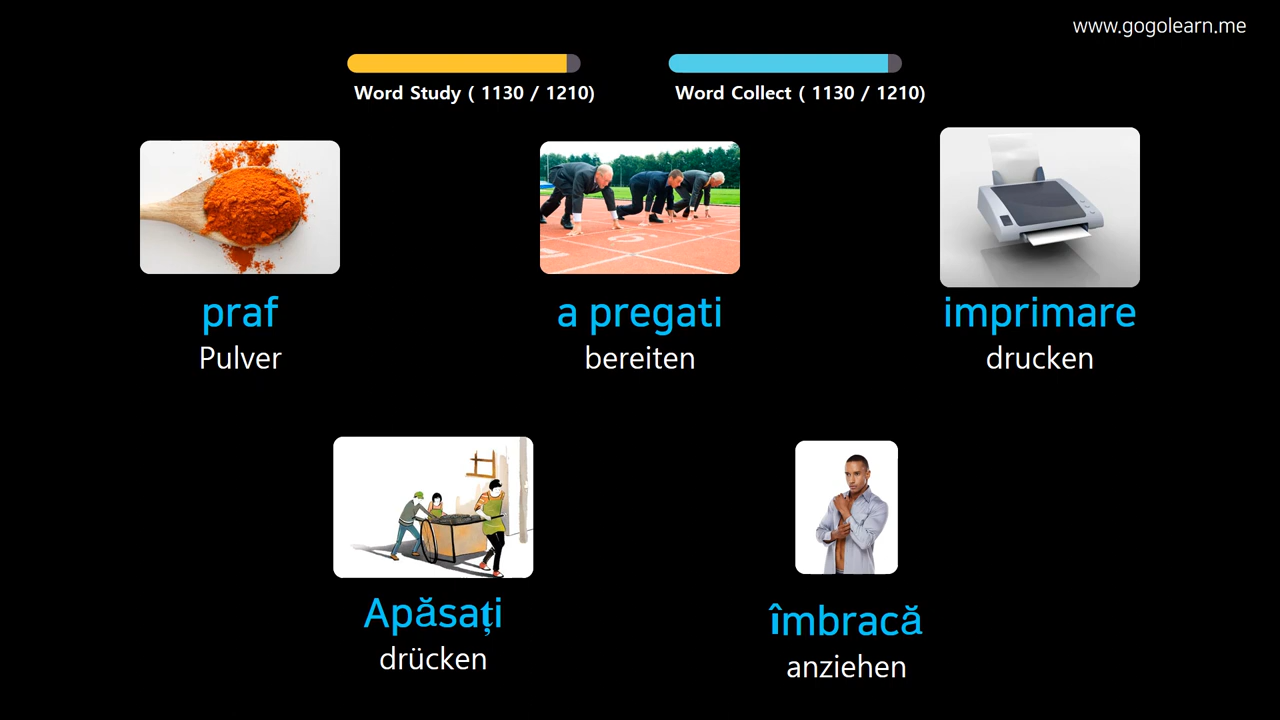 www.gogolearn.me
Word Study ( 1130 / 1210)
Word Collect ( 1130 / 1210)
praf
Pulver
a pregati
bereiten
imprimare
drucken
Apăsați
drücken
îmbracă
anziehen